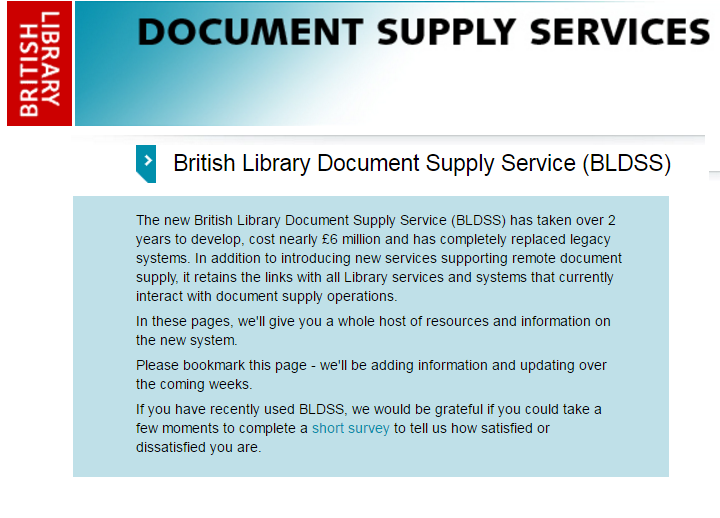 BRITISH
LIBRARY
DOCUMENT SUPPLY SERVICES
British Library Document Supply Service (BLDSS)
The new British Library Document Supply Service (BLDSS) has taken over 2
years to develop, cost nearly £6 million and has completely replaced legacy
systems. In addition to introducing new services supporting remote document
supply, it retains the links with all Library services and systems that currently
interact with document supply operations.
In these pages, we'll give you a whole host of resources and information on
the new system.
Please bookmark this page - we'll be adding information and updating over
the coming weeks.
If you have recently used BLDSS, we would be grateful if you could take a
few moments to complete a short survey to tell us how satisfied or
dissatisfied you are.